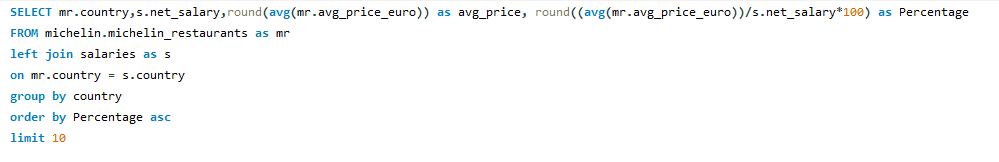 SELECT mr.country,s.net_salary,round(avg(mr.avg_price_euro)) as avg_price, round((avg(mr.avg_price_euro))/s.net_salary*100) as Percentage
FROM michelin.michelin_restaurants as mr
left join salaries as s
on mr.country = s.country
group by country
order by Percentage asc
limit 10